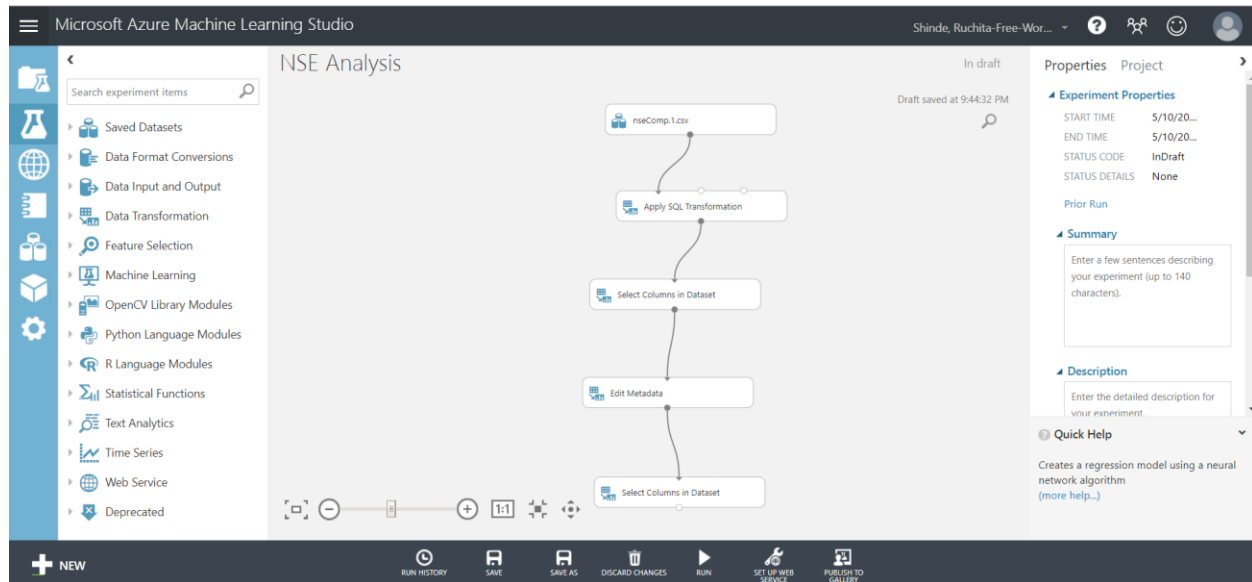 Microsoft Azure Machine Learning Studio
Shinde, Ruchita-Free-Wor...
?
Search experiment items
Saved Datasets
Data Format Conversions
Data Input and Output
Data Transformation
Feature Selection
Machine Learning
OpenCV Library Modules
Python Language Modules
R Language Modules
Statistical Functions
Text Analytics
Time Series
Web Service
Deprecated
NSE Analysis
In draft
Draft saved at 9:44:32 PM
nseComp.1.csv
Apply SQL Transformation
Select Columns in Dataset
Edit Metadata
Select Columns in Dataset
1:1
Properties Project
Experiment Properties
START TIME 5/10/20...
END TIME 5/10/20...
STATUS CODE InDraft
STATUS DETAILS None
Prior Run
Summary
Enter a few sentences describing
your experiment (up to 140
characters).
Description
Enter the detailed description for
your experiment.
Quick Help
Creates a regression model using a neural
network algorithm
(more help...)
NEW
RUN HISTORY
SAVE
SAVE AS
DISCARD CHANGES
RUN
SET UP WEB
SERVICE
PUBLISH TO
GALLERY